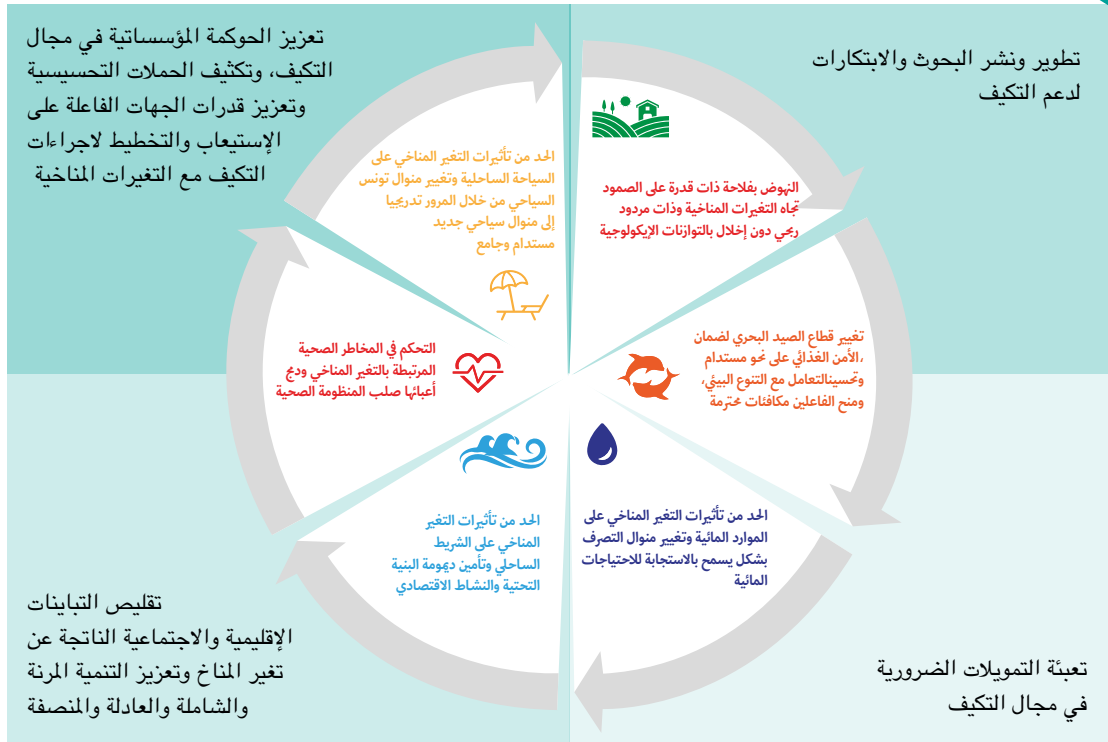 تطوير ونشر البحوث والابتكارات
لدعم التكيف
تعزيز الحوكمة المؤسساتية في مجال
التكيف، وتكثيف الحملات التحسيسية
وتعزيز قدرات الجهات الفاعلة على
الإستيعاب والتخطيط لاجراءات
التكيف مع التغيرات المناخية
النهوض بفلاحة ذات قدرة على الصمود
تجاه التغيرات المناخية وذات مردود
ربحي دون إخلال بالتوازنات الإيكولوجية
الحد من تأثيرات التغير المناخي على
السياحة الساحلية وتغيير منوال تونس
السياحي من خلال المرور تدريجيا
إلى منوال سياحي جديد
مستدام وجامع
تغيير قطاع الصيد البحري لضمان
،الأمن الغذائي على نحو مستدام
وتحسينالتعامل مع التنوع البيئي،
ومنح الفاعلين مكافئات محترمة
التحكم في المخاطر الصحية
المرتبطة بالتغير المناخي ودمج
أعبائها صلب المنظومة الصحية
الحد من تأثيرات التغير المناخي على
الموارد المائية وتغيير منوال التصرف
بشكل يسمح بالاستجابة للاحتياجات
المائية
الحد من تأثيرات التغير
المناخي على الشريط
الساحلي وتأمين ديمومة البنية
التحتية والنشاط الاقتصادي
تعبئة التمويلات الضرورية
في مجال التكيف
تقليص التباينات
الإقليمية والاجتماعية الناتجة عن
تغير المناخ وتعزيز التنمية المرنة
والشاملة والعادلة والمنصفة